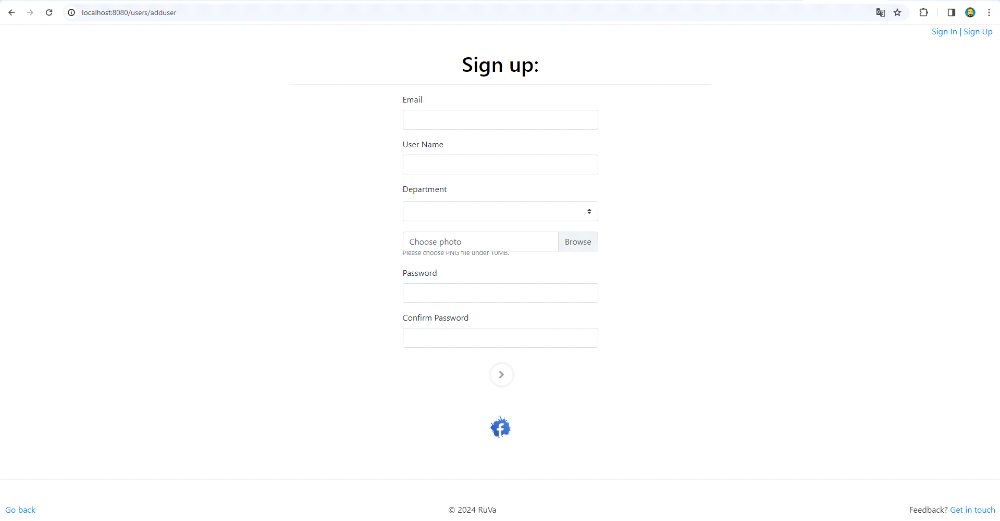 localhost:8080/users/adduser
Sign In | Sign Up
Sign up:
Email
User Name
Department
Choose photo
Browse
Please choose PNG file under 10MB.
Password
Confirm Password
Go back
© 2024 RuVa
Feedback? Get in touch